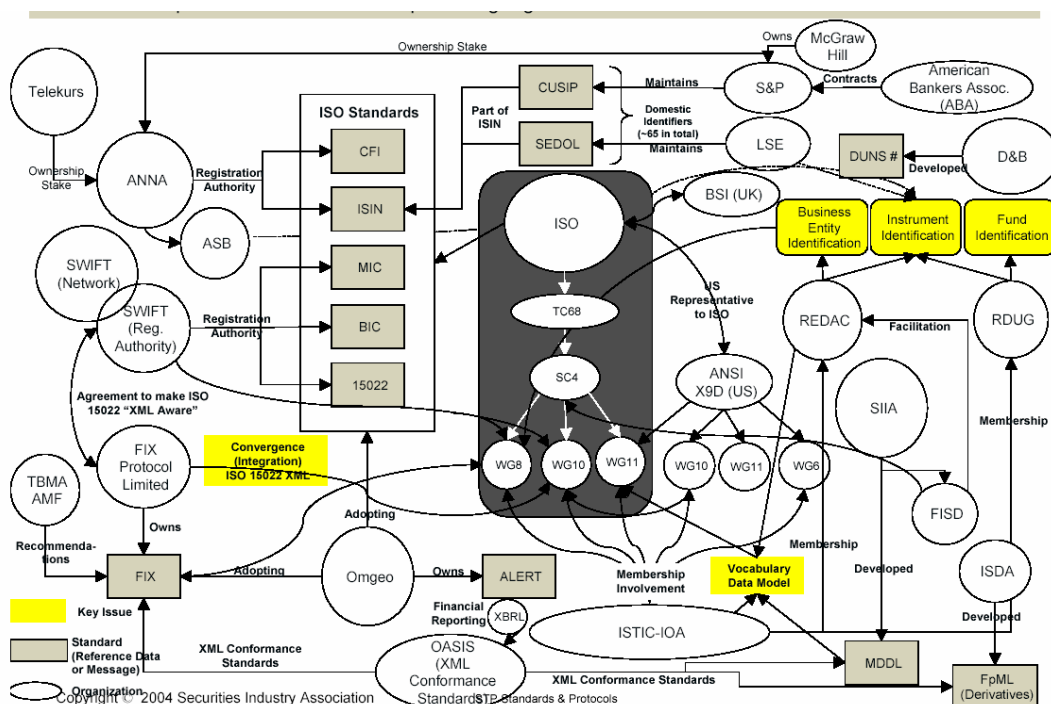 Ownership Stake
Owns
McGraw
Hill
Telekurs
CUSIP
Maintains
S&P
Contracts
American
Bankers Assoc.
(ABA)
ISO Standards
Part of
ISIN
Domestic
Identifiers
(~65 in total)
CFI
SEDOL
Maintains
LSE
DUNS #
Developed
D&B
Ownership
Stake
ANNA
Registration
Authority
ISIN
ISO
BSI (UK)
Business
Entity
Identification
Instrument
Identification
Fund
Identification
ASB
SWIFT
(Network)
MIC
SWIFT
(Reg.
Authority)
Registration
Authority
BIC
TC68
US
Representative
to ISO
REDAC
Facilitation
RDUG
15022
SC4
ANSI
X9D (US)
SIIA
Agreement to make ISO
15022 “XML Aware”
Membership
FIX
Protocol
Limited
Convergence
(Integration)
ISO 15022 XML
WG8
WG10
WG11
WG10
WG11
WG6
TBMA
AMF
FISD
Owns
Adopting
Recommenda-
tions
Membership
FIX
Adopting
Omgeo
Owns
ALERT
Membership
Involvement
Vocabulary
Data Model
Developed
ISDA
Key Issue
Financial
Reporting
XBRL
Developed
Standard
(Reference Data
or Message)
XML Conformance
Standards
OASIS
(XML
Conformance
Standards)
ISTIC-IOA
MDDL
XML Conformance Standards
FpML
(Derivatives)
Organization
Copyright © 2004 Securities Industry Association
STP Standards & Protocols